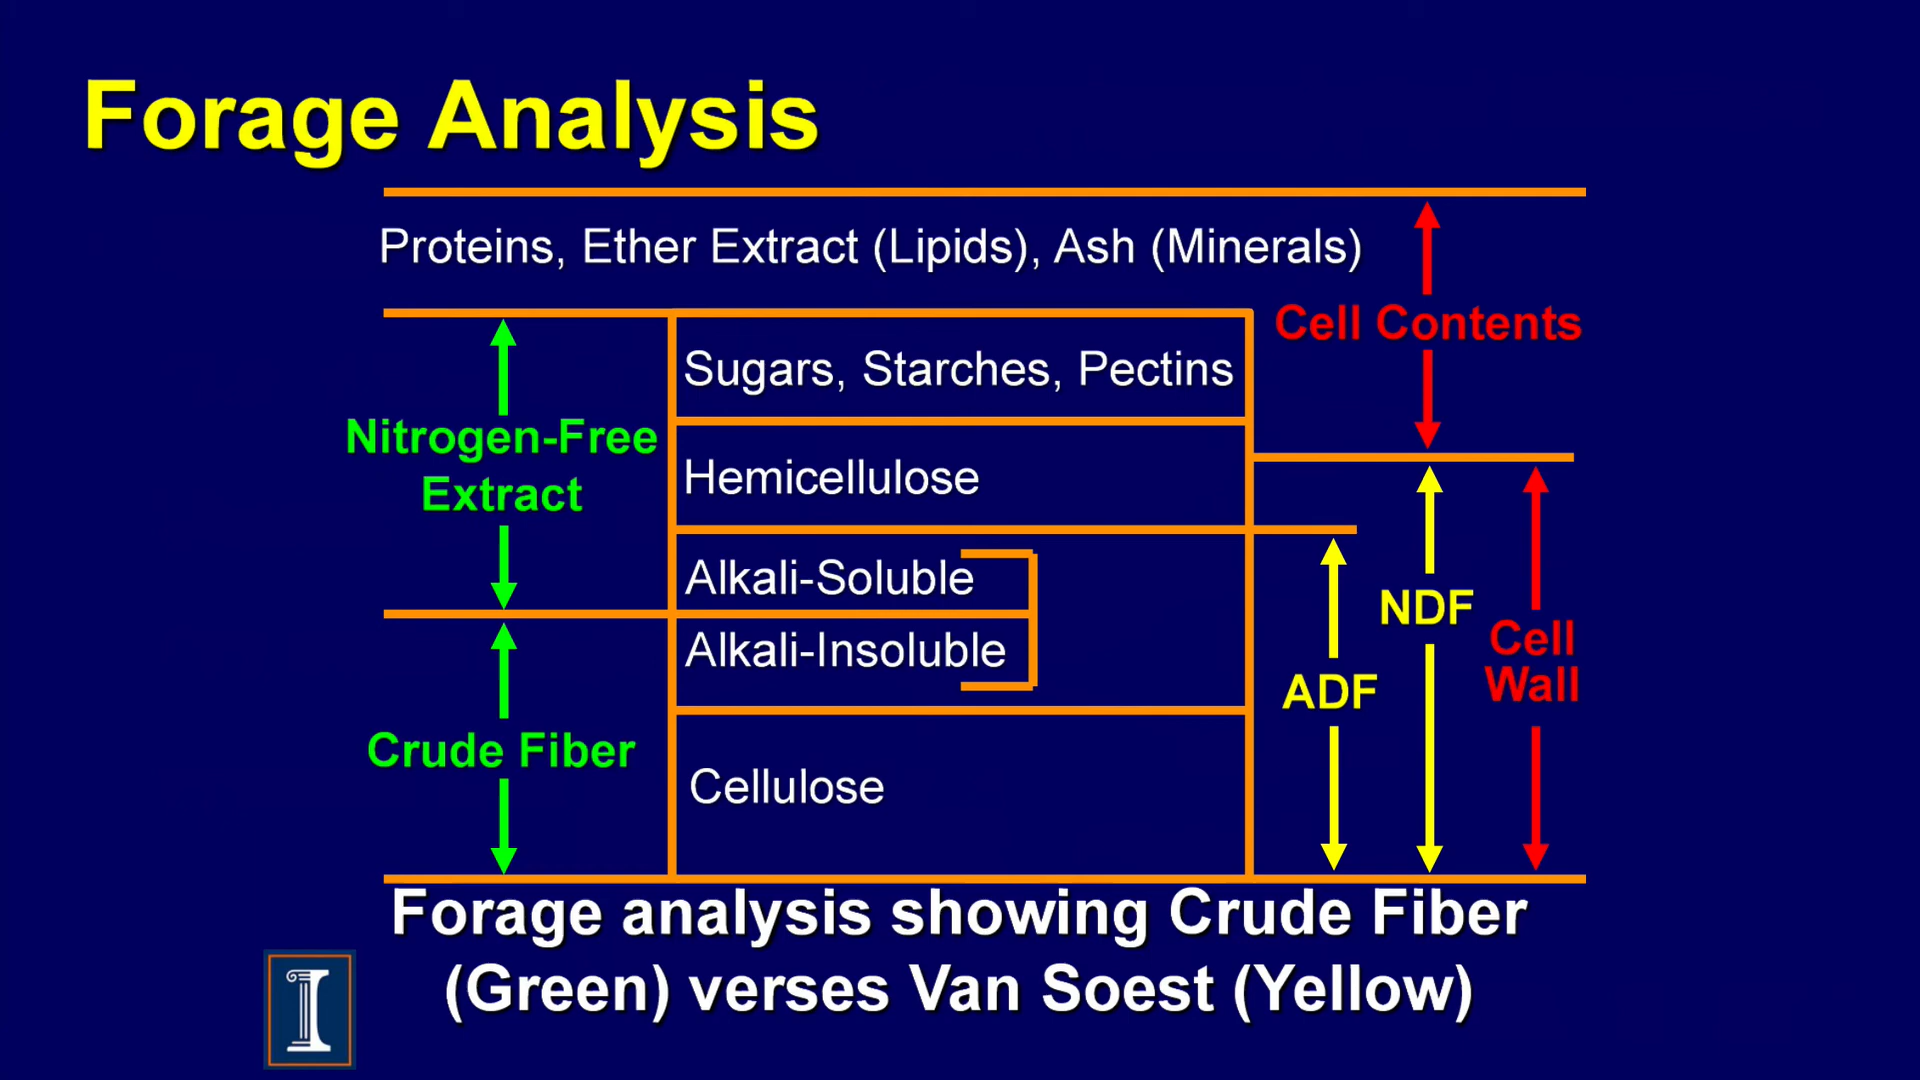 Forage Analysis
Proteins, Ether Extract (Lipids), Ash (Minerals)
Cell Contents
Sugars, Starches, Pectins
Nitrogen-Free
Extract
Hemicellulose
Alkali-Soluble
NDF
Alkali-Insoluble
Cell
Wall
ADF
Crude Fiber
Cellulose
Forage analysis showing Crude Fiber
(Green) verses Van Soest (Yellow)
I